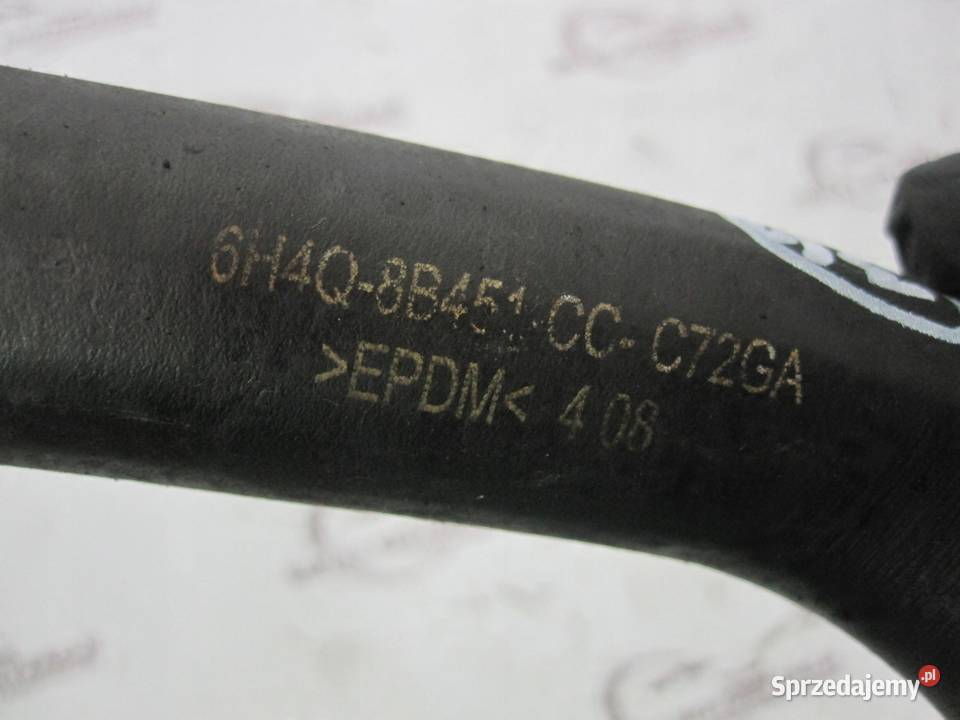 6H4Q-8B451-CC- C72GA
>EPDM< 4 08
Sprzedajemy.pl